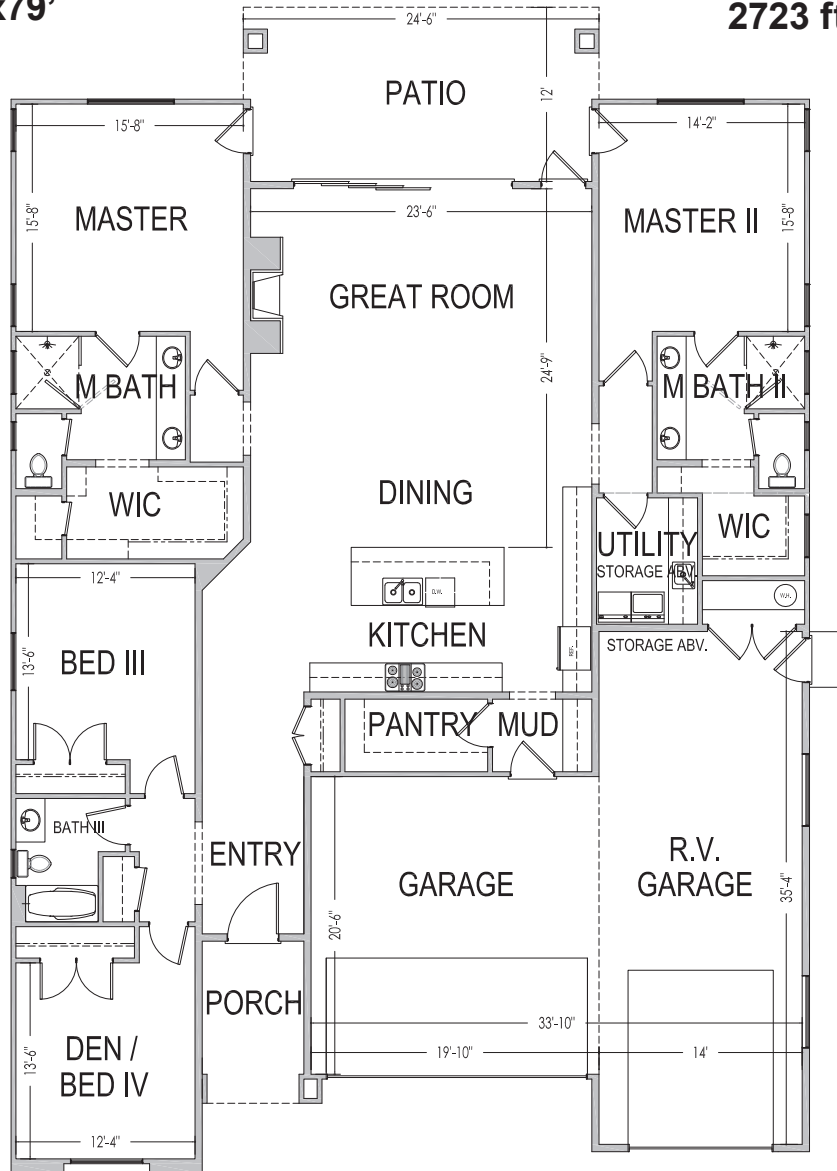 x79'
2723 ft
24'-6"
PATIO
12'
15'-8"
14'-2"
MASTER
15'-8"
23'-6"
MASTER II
15'-8"
GREAT ROOM
24'-9"
M BATH
M BATH II
DINING
WIC
WIC
UTILITY
STORAGE ABV.
12'-4"
D.W.
W.H.
KITCHEN
REF.
STORAGE ABV.
13'-6"
BED III
PANTRY
MUD
BATH III
ENTRY
GARAGE
R.V.
GARAGE
35'-4"
20'-6"
PORCH
33'-10"
19'-10"
14'
DEN /
BED IV
13'-6"
12'-4"